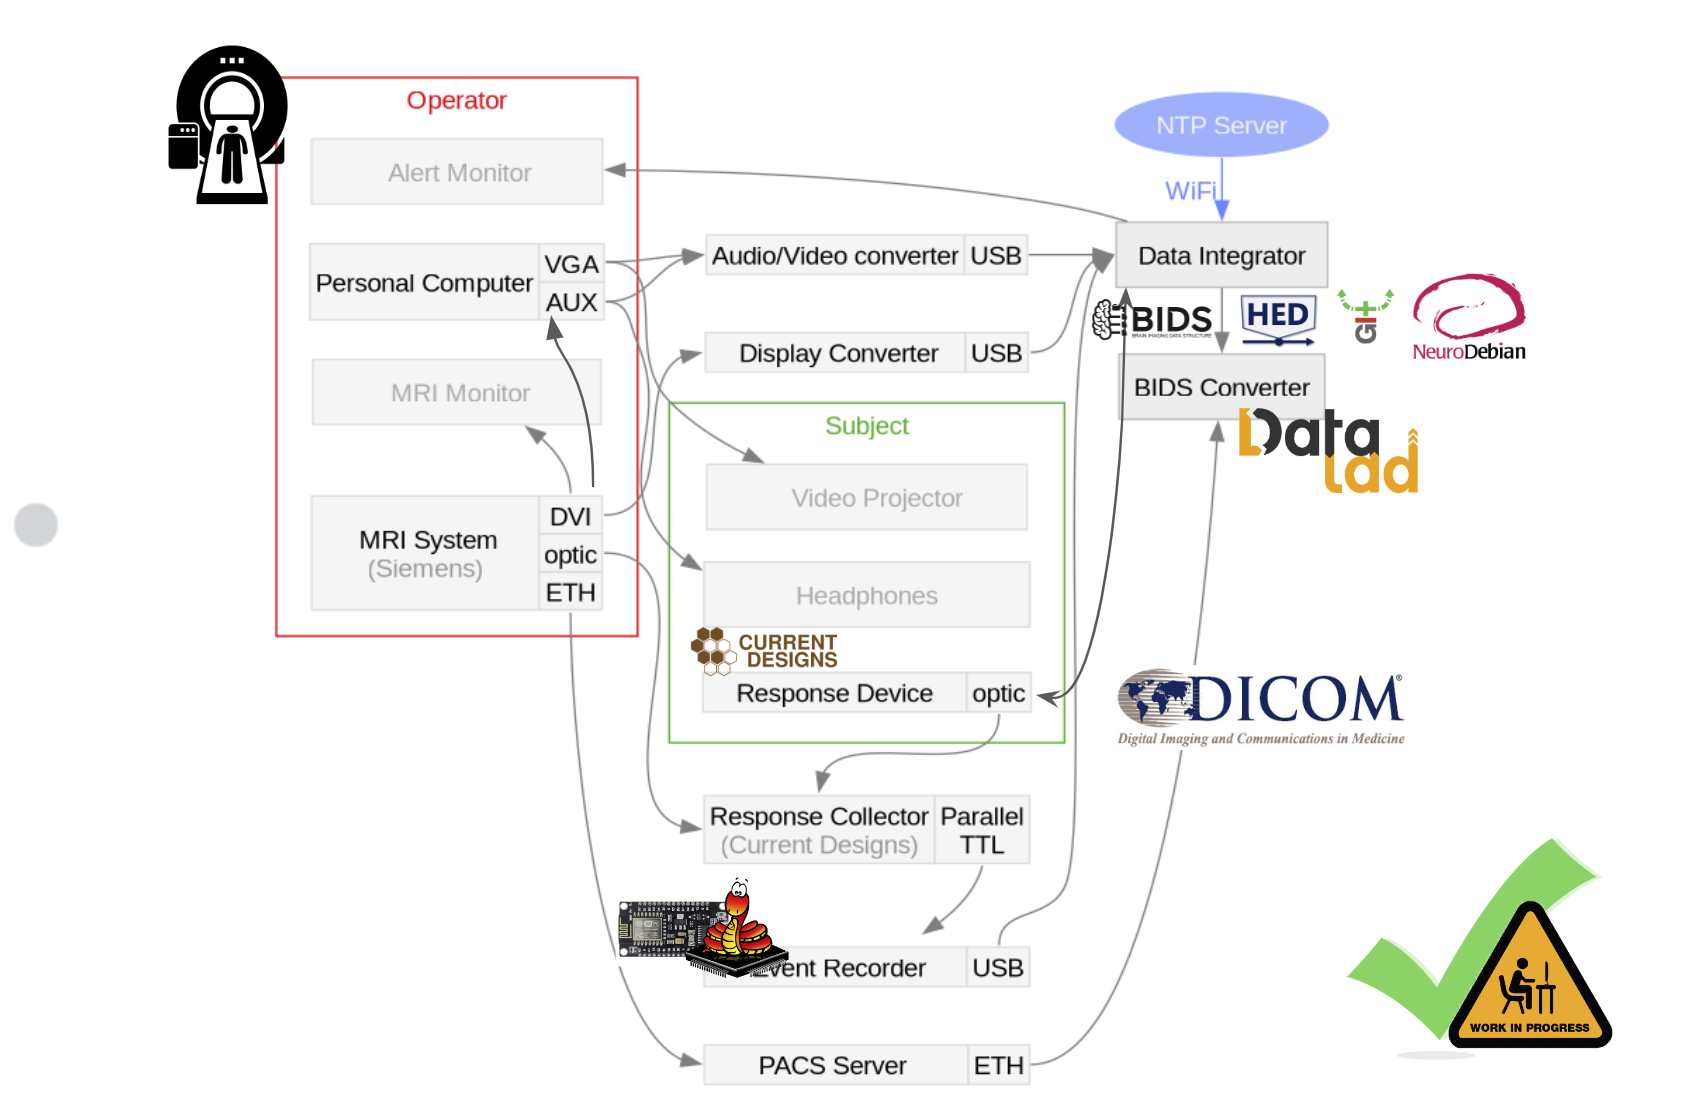 Operator
Alert Monitor
Personal Computer
VGA
AUX
MRI Monitor
MRI System
(Siemens)
DVI
optic
ETH
Audio/Video converter
USB
Display Converter
USB
Subject
Video Projector
Headphones
CURRENT
DESIGNS
Response Device
optic
Response Collector
(Current Designs)
Parallel
TTL
Event Recorder
USB
PACS Server
ETH
NTP Server
WiFi
Data Integrator
BIDS
BRAIN IMAGING DATA STRUCTURE
HED
Git
NeuroDebian
BIDS Converter
Data
Lad
DICOM®
Digital Imaging and Communications in Medicine
WORK IN PROGRESS